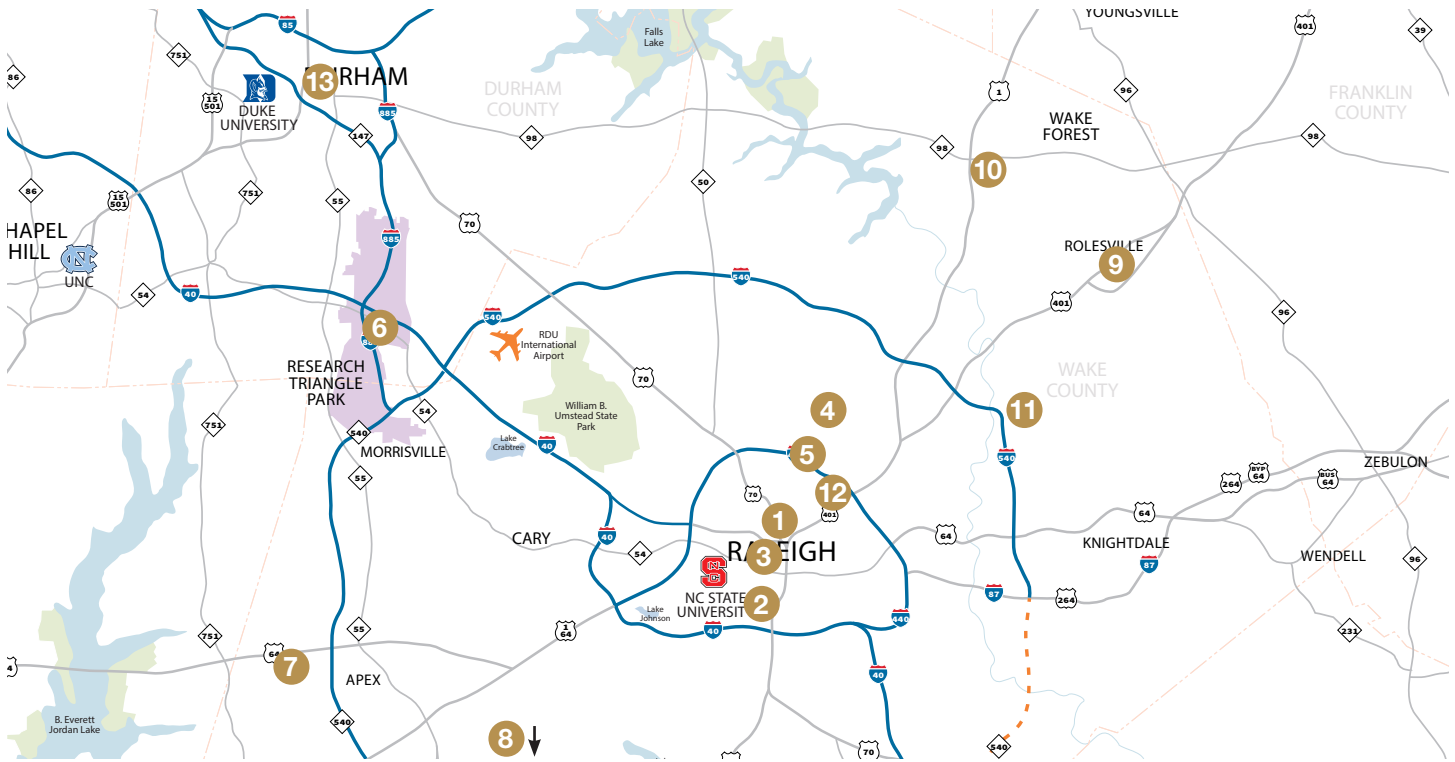 YOUNGSVILLE
85
751
401
39
Falls
Lake
86
13
DURHAM
DUKE
UNIVERSITY
15
501
885
DURHAM
COUNTY
1
96
FRANKLIN
COUNTY
WAKE
FOREST
147
98
98
98
10
50
86
15
501
751
55
70
HAPEL
HILL
UNC
885
ROLESVILLE
9
54
40
540
540
401
96
6
RDU
International
Airport
RESEARCH
TRIANGLE
PARK
70
WAKE
COUNTY
William B.
Umstead State
Park
4
11
54
751
540
MORRISVILLE
Lake
Crabtree
40
5
540
ZEBULON
55
BYP
64
BUS
64
264
70
12
401
1
64
64
CARY
40
54
RALEIGH
3
KNIGHTDALE
WENDELL
96
87
87
264
NC STATE
UNIVERSITY
2
Lake
Johnson
440
751
55
1
64
40
231
64
7
4
APEX
40
B. Everett
Jordan Lake
540
8
70
540